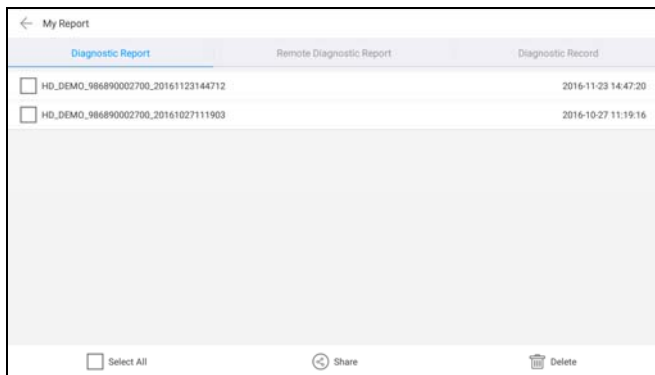 My Report
Diagnostic Report Remote Diagnostic Report Diagnostic Record
HD_DEMO_986890002700_20161123144712 2016-11-23 14:47:20
HD_DEMO_986890002700_20161027111903 2016-10-27 11:19:16
Select All Share Delete